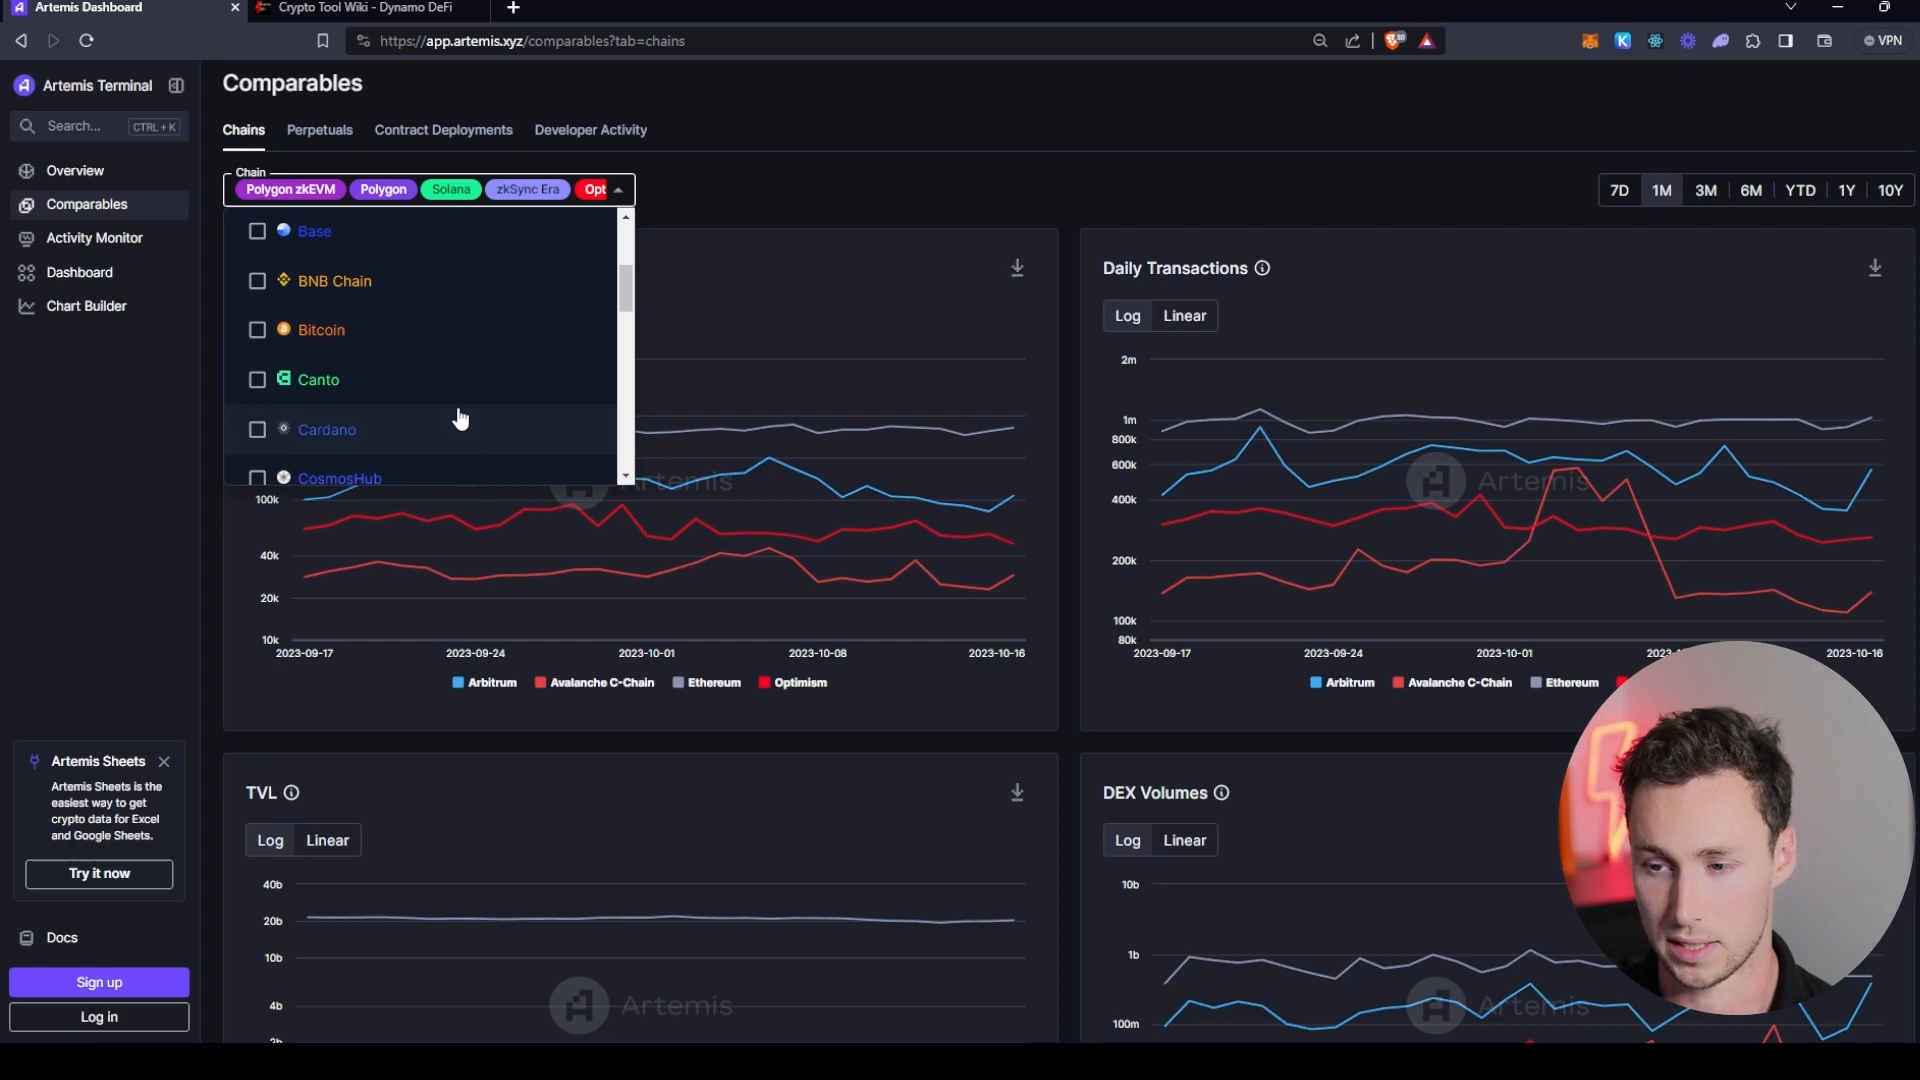 Artemis Dashboard
Crypto Tool Wiki - Dynamo DeFi
https://app.artemis.xyz/comparables?tab=chains
30
VPN
Artemis Terminal
Search...
CTRL+K
Overview
Comparables
Activity Monitor
Dashboard
Chart Builder
Artemis Sheets
Artemis Sheets is the
easiest way to get
crypto data for Excel
and Google Sheets.
Try it now
Docs
Sign up
Log in
Comparables
Chains
Perpetuals
Contract Deployments
Developer Activity
Chain
Polygon zkEVM
Polygon
Solana
zkSync Era
Opt
7D
1M
3M
6M
YTD
1Y
10Y
Base
BNB Chain
Bitcoin
Canto
Cardano
CosmosHub
Artemis
100k
40k
20k
10k
2023-09-17
2023-09-24
2023-10-01
2023-10-08
2023-10-16
Arbitrum
Avalanche C-Chain
Ethereum
Optimism
Daily Transactions
Log
Linear
2m
1m
800k
600k
400k
200k
100k
80k
Artemis
2023-09-17
2023-09-24
2023-10-01
2023-10-16
Arbitrum
Avalanche C-Chain
Ethereum
TVL
Log
Linear
40b
20b
10b
4b
2b
Artemis
DEX Volumes
Log
Linear
10b
1b
100m
Artemis